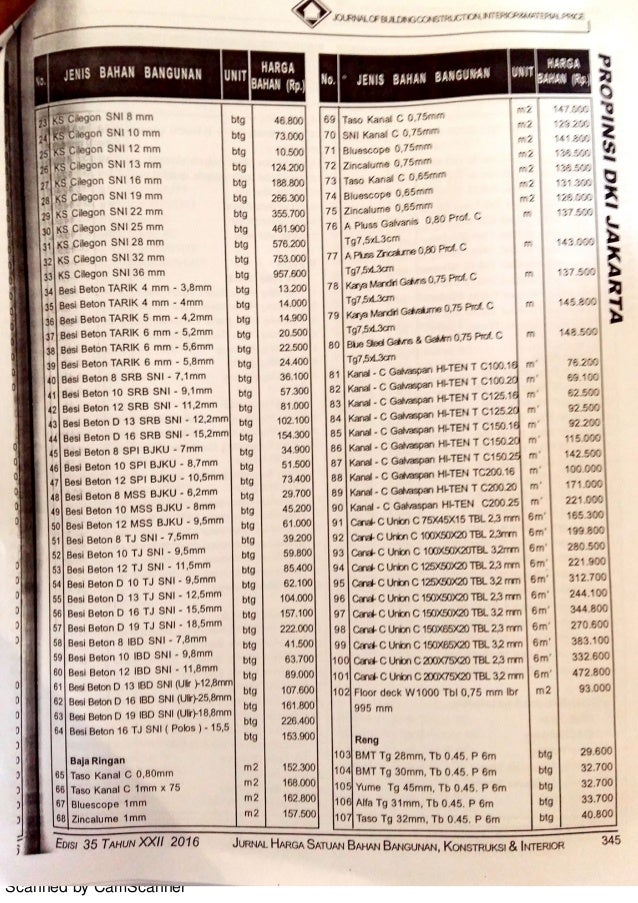 JOURNAL OF BUILDING CONSTRUCTION, INTERIOR & MATERIAL PRICE
PROPINSI DKI JAKARTA
No. JENIS BAHAN BANGUNAN UNIT HARGA BAHAN (Rp.)
23 KS Cilegon SNI 8 mm btg 46.800
24 KS Cilegon SNI 10 mm btg 73.000
25 KS Cilegon SNI 12 mm btg 10.500
26 KS Cilegon SNI 13 mm btg 124.200
27 KS Cilegon SNI 16 mm btg 188.800
28 KS Cilegon SNI 19 mm btg 266.300
29 KS Cilegon SNI 22 mm btg 355.700
30 KS Cilegon SNI 25 mm btg 461.900
31 KS Cilegon SNI 28 mm btg 576.200
32 KS Cilegon SNI 32 mm btg 753.000
33 KS Cilegon SNI 36 mm btg 957.600
34 Besi Beton TARIK 4 mm - 3,8mm btg 13.200
35 Besi Beton TARIK 4 mm - 4mm btg 14.000
36 Besi Beton TARIK 5 mm - 4,2mm btg 14.900
37 Besi Beton TARIK 6 mm - 5,2mm btg 20.500
38 Besi Beton TARIK 6 mm - 5,6mm btg 22.500
39 Besi Beton TARIK 6 mm - 5,8mm btg 24.400
40 Besi Beton 8 SRB SNI - 7,1mm btg 36.100
41 Besi Beton 10 SRB SNI - 9,1mm btg 57.300
42 Besi Beton 12 SRB SNI - 11,2mm btg 81.000
43 Besi Beton D 13 SRB SNI - 12,2mm btg 102.100
44 Besi Beton D 16 SRB SNI - 15,2mm btg 154.300
45 Besi Beton 8 SPI BJKU - 7mm btg 34.900
46 Besi Beton 10 SPI BJKU - 8,7mm btg 51.500
47 Besi Beton 12 SPI BJKU - 10,5mm btg 73.400
48 Besi Beton 8 MSS BJKU - 6,2mm btg 29.700
49 Besi Beton 10 MSS BJKU - 8mm btg 45.200
50 Besi Beton 12 MSS BJKU - 9,5mm btg 61.000
51 Besi Beton 8 TJ SNI - 7,5mm btg 39.200
52 Besi Beton 10 TJ SNI - 9,5mm btg 59.800
53 Besi Beton 12 TJ SNI - 11,5mm btg 85.400
54 Besi Beton D 10 TJ SNI - 9,5mm btg 62.100
55 Besi Beton D 13 TJ SNI - 12,5mm btg 104.000
56 Besi Beton D 16 TJ SNI - 15,5mm btg 157.100
57 Besi Beton D 19 TJ SNI - 18,5mm btg 222.000
58 Besi Beton 8 IBD SNI - 7,8mm btg 41.500
59 Besi Beton 10 IBD SNI - 9,8mm btg 63.700
60 Besi Beton 12 IBD SNI - 11,8mm btg 89.000
61 Besi Beton D 13 IBD SNI (Ulir )-12,8mm btg 107.600
62 Besi Beton D 16 IBD SNI (Ulir)-25,8mm btg 161.800
63 Besi Beton D 19 IBD SNI (Ulir)-18,8mm btg 226.400
64 Besi Beton 16 TJ SNI ( Polos ) - 15,5 btg 153.900
Baja Ringan
65 Taso Kanal C 0,80mm m2 152.300
66 Taso Kanal C 1mm x 75 m2 168.000
67 Bluescope 1mm m2 162.800
68 Zincalume 1mm m2 157.500
No. JENIS BAHAN BANGUNAN UNIT HARGA BAHAN (Rp.)
69 Taso Kanal C 0,75mm m2 147.000
70 SNI Kanal C 0,75mm m2 129.200
71 Bluescope 0,75mm m2 141.800
72 Zincalume 0,75mm m2 136.500
73 Taso Kanal C 0,65mm m2 136.500
74 Bluescope 0,65mm m2 131.300
75 Zincalume 0,65mm m2 126.000
76 A Pluss Galvanis 0,80 Prof. C m 137.500
Tg7,5xL3cm
77 A Pluss Zincalume 0,80 Prof. C m 143.000
Tg7,5xL3cm
78 Karya Mandiri Galvns 0,75 Prof. C m 137.500
Tg7,5xL3cm
79 Karya Mandiri Galvalume 0,75 Prof. C m 145.800
Tg7,5xL3cm
80 Blue Steel Galvns & Galvlm 0,75 Prof. C m 148.500
Tg7,5xL3cm
81 Kanal - C Galvaspan HI-TEN T C100.16 m' 76.200
82 Kanal - C Galvaspan HI-TEN T C100.20 m' 69.100
83 Kanal - C Galvaspan HI-TEN T C125.16 m' 62.500
84 Kanal - C Galvaspan HI-TEN T C125.20 m' 92.500
85 Kanal - C Galvaspan HI-TEN T C150.16 m' 92.200
86 Kanal - C Galvaspan HI-TEN T C150.20 m' 115.000
87 Kanal - C Galvaspan HI-TEN T C150.25 m' 142.500
88 Kanal - C Galvaspan HI-TEN TC200.16 m' 100.000
89 Kanal - C Galvaspan HI-TEN T C200.20 m' 171.000
90 Kanal - C Galvaspan HI-TEN C200.25 m' 221.000
91 Canal- C Union C 75X45X15 TBL 2,3 mm 6m' 165.300
92 Canal- C Union C 100X50X20 TBL 2,3mm 6m' 199.800
93 Canal- C Union C 100X50X20TBL 3,2mm 6m' 280.500
94 Canal- C Union C 125X50X20 TBL 2,3 mm 6m' 221.900
95 Canal- C Union C 125X50X20 TBL 3,2 mm 6m' 312.700
96 Canal- C Union C 150X50X20 TBL 2,3 mm 6m' 244.100
97 Canal- C Union C 150X50X20 TBL 3,2 mm 6m' 344.800
98 Canal- C Union C 150X65X20 TBL 2,3 mm 6m' 270.600
99 Canal- C Union C 150X65X20 TBL 3,2 mm 6m' 383.100
100 Canal- C Union C 200X75X20 TBL 2,3 mm 6m' 332.600
101 Canal- C Union C 200X75X20 TBL 3,2 mm 6m' 472.800
102 Floor deck W1000 Tbl 0,75 mm lbr m2 93.000
995 mm
Reng
103 BMT Tg 28mm, Tb 0.45. P 6m btg 29.600
104 BMT Tg 30mm, Tb 0.45. P 6m btg 32.700
105 Yume Tg 45mm, Tb 0.45. P 6m btg 32.700
106 Alfa Tg 31mm, Tb 0.45. P 6m btg 33.700
107 Taso Tg 32mm, Tb 0.45. P 6m btg 40.800
EDISI 35 TAHUN XXII 2016 JURNAL HARGA SATUAN BAHAN BANGUNAN, KONSTRUKSI & INTERIOR 345
Scanned by CamScanner